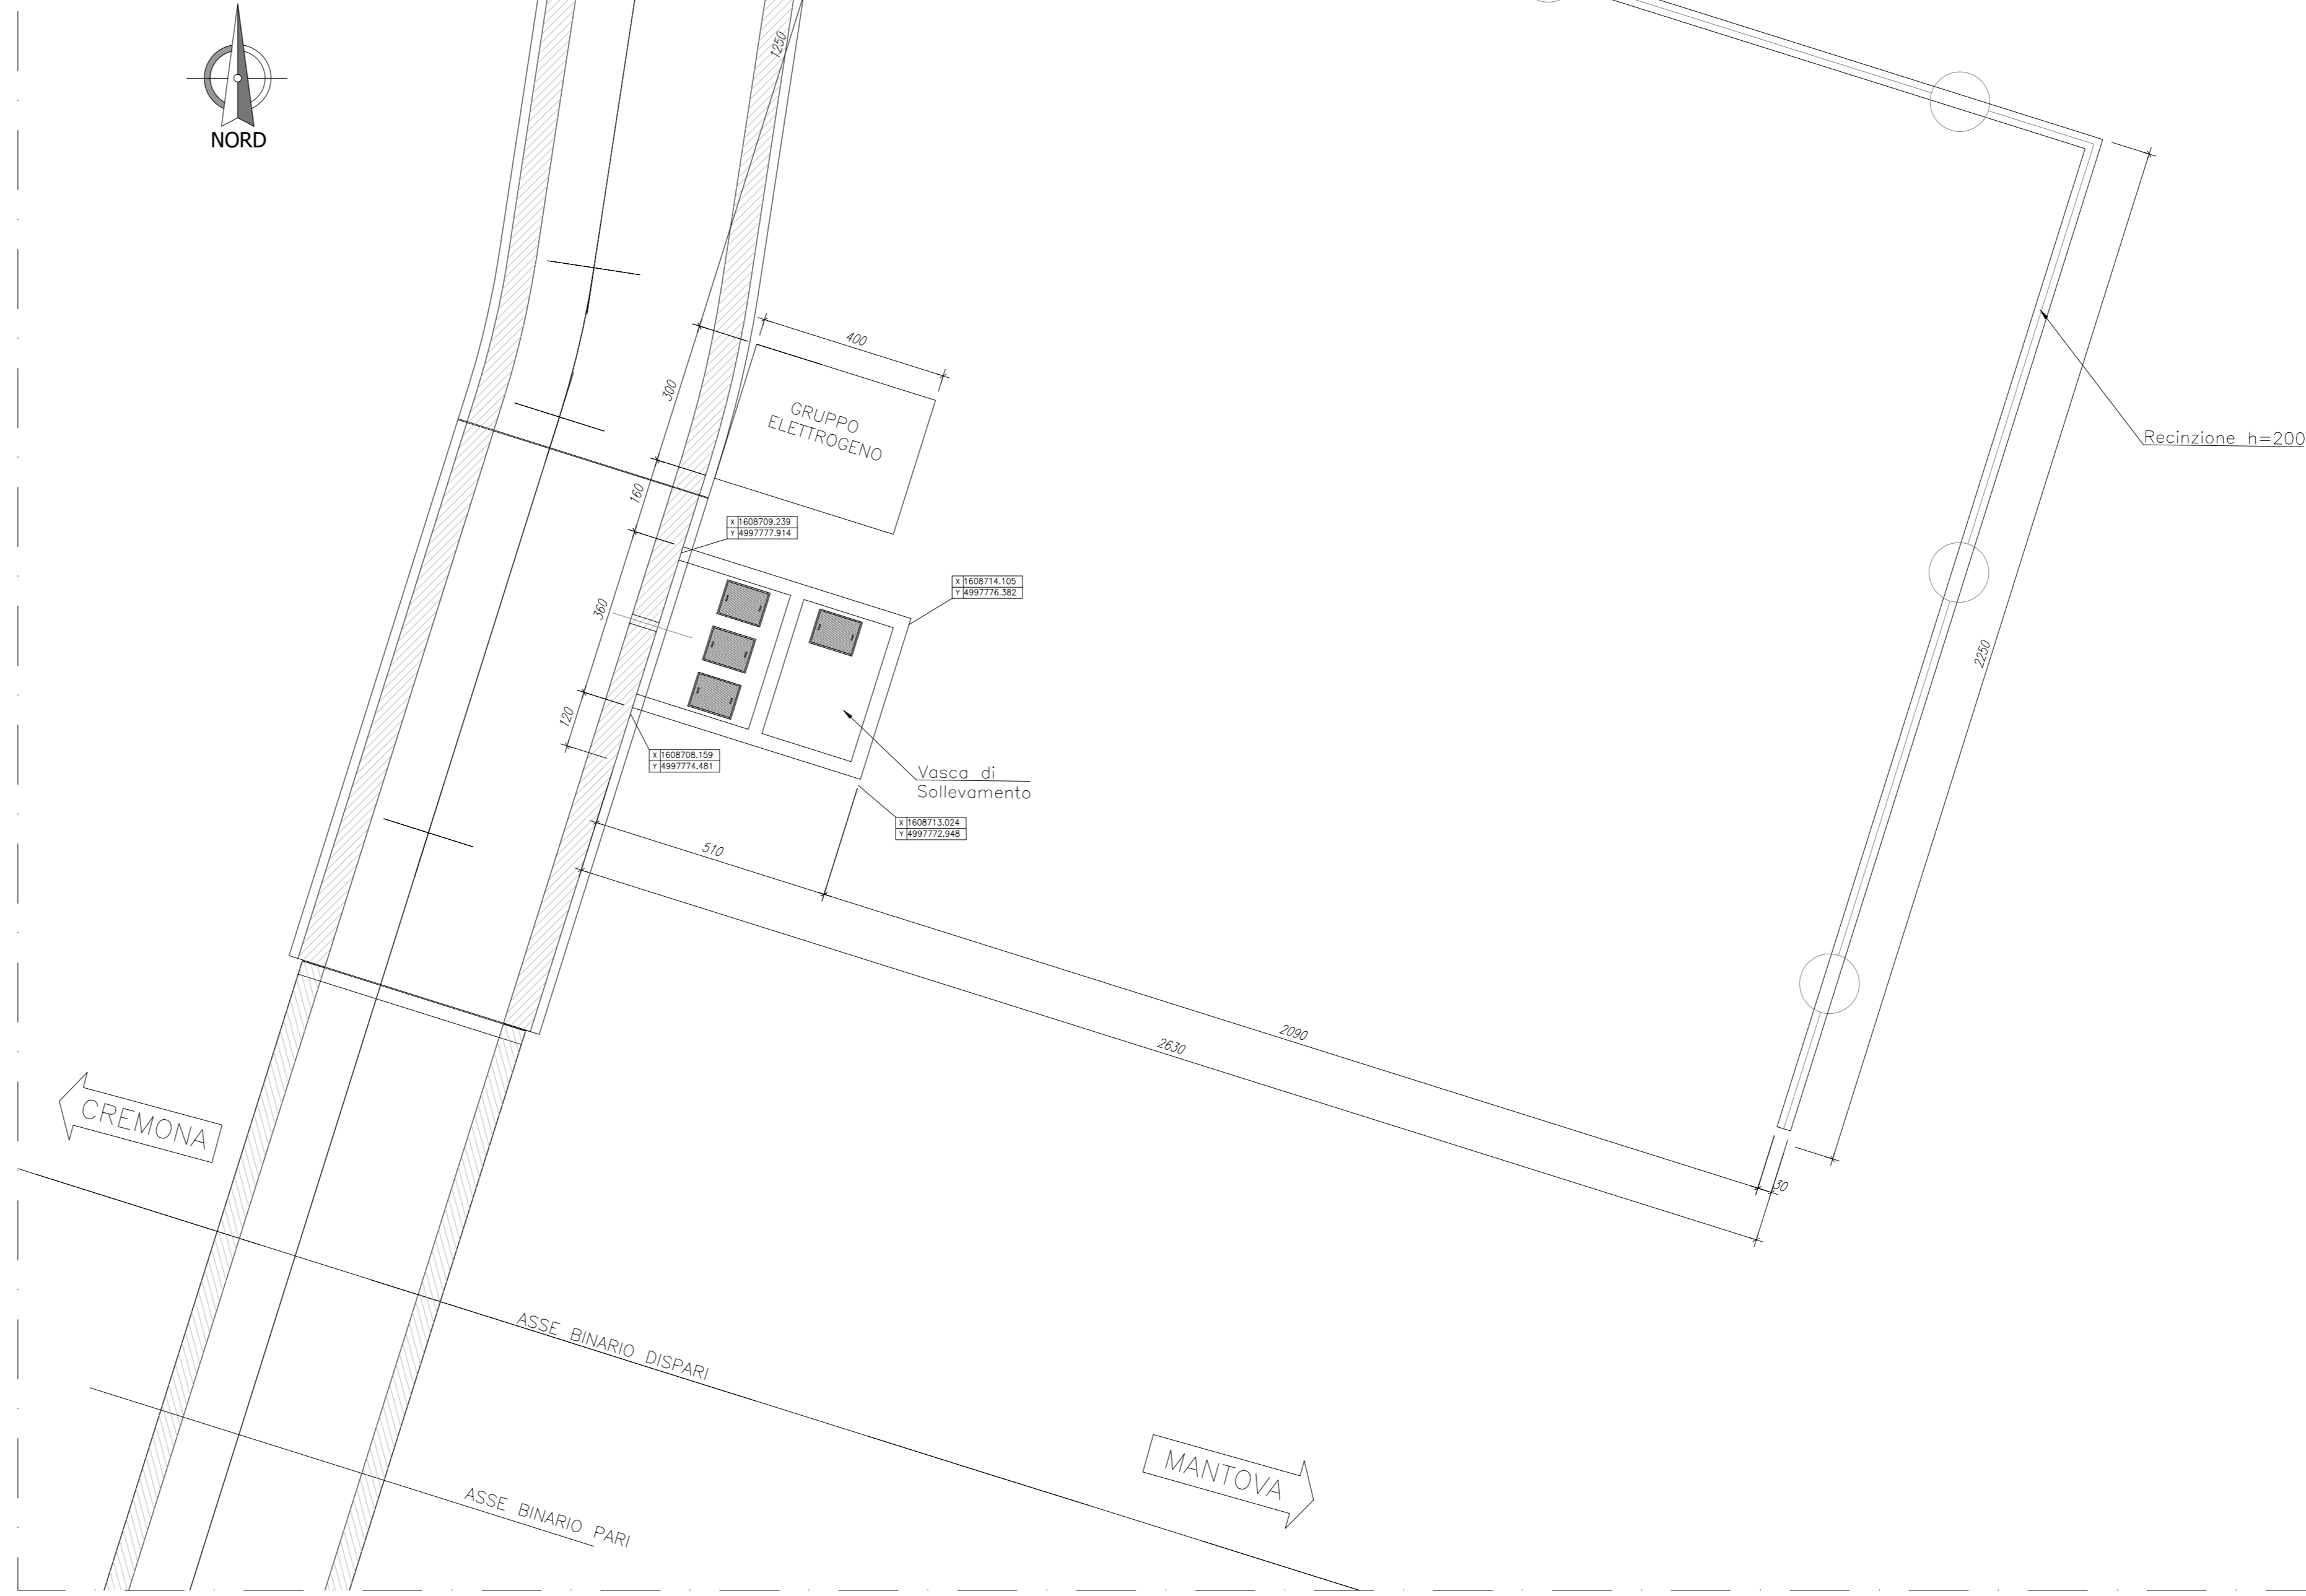 NORD
1250
400
GRUPPO
ELETTROGENO
300
Recinzione h=200
160
X 1608709.239
Y 4997777.914
X 1608714.105
Y 4997776.382
360
2250
120
X 1608708.159
Y 4997774.481
Vasca di
Sollevamento
X 1608713.024
Y 4997772.948
510
2090
2630
CREMONA
30
ASSE BINARIO DISPARI
MANTOVA
ASSE BINARIO PARI